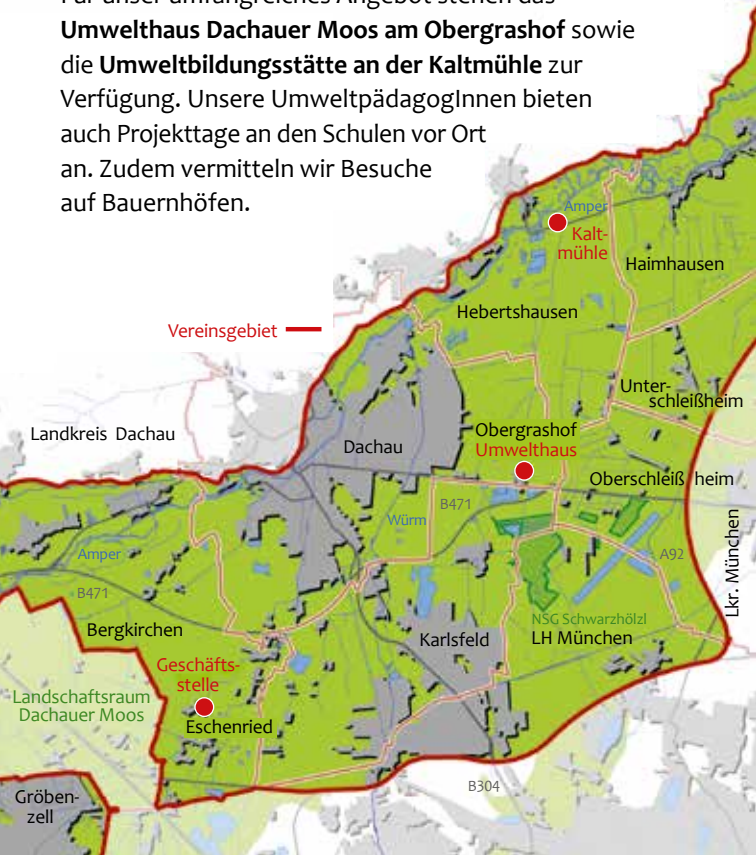 Für unser umfangreiches Angebot stehen das
Umwelthaus Dachauer Moos am Obergrashof sowie
die Umweltbildungsstätte an der Kaltmühle zur
Verfügung. Unsere UmweltpädagogInnen bieten
auch Projekttage an den Schulen vor Ort
an. Zudem vermitteln wir Besuche
auf Bauernhöfen.
Amper
Kalt-
mühle
Haimhausen
Hebertshausen
Vereinsgebiet
Unter-
schleißheim
Landkreis Dachau
Dachau
Obergrashof
Umwelthaus
Oberschleiß heim
B471
Würm
Amper
A92
B471
Lkr. München
NSG Schwarzhölzl
LH München
Bergkirchen
Karlsfeld
Geschäfts-
stelle
Landschaftsraum
Dachauer Moos
Eschenried
B304
Gröben-
zell